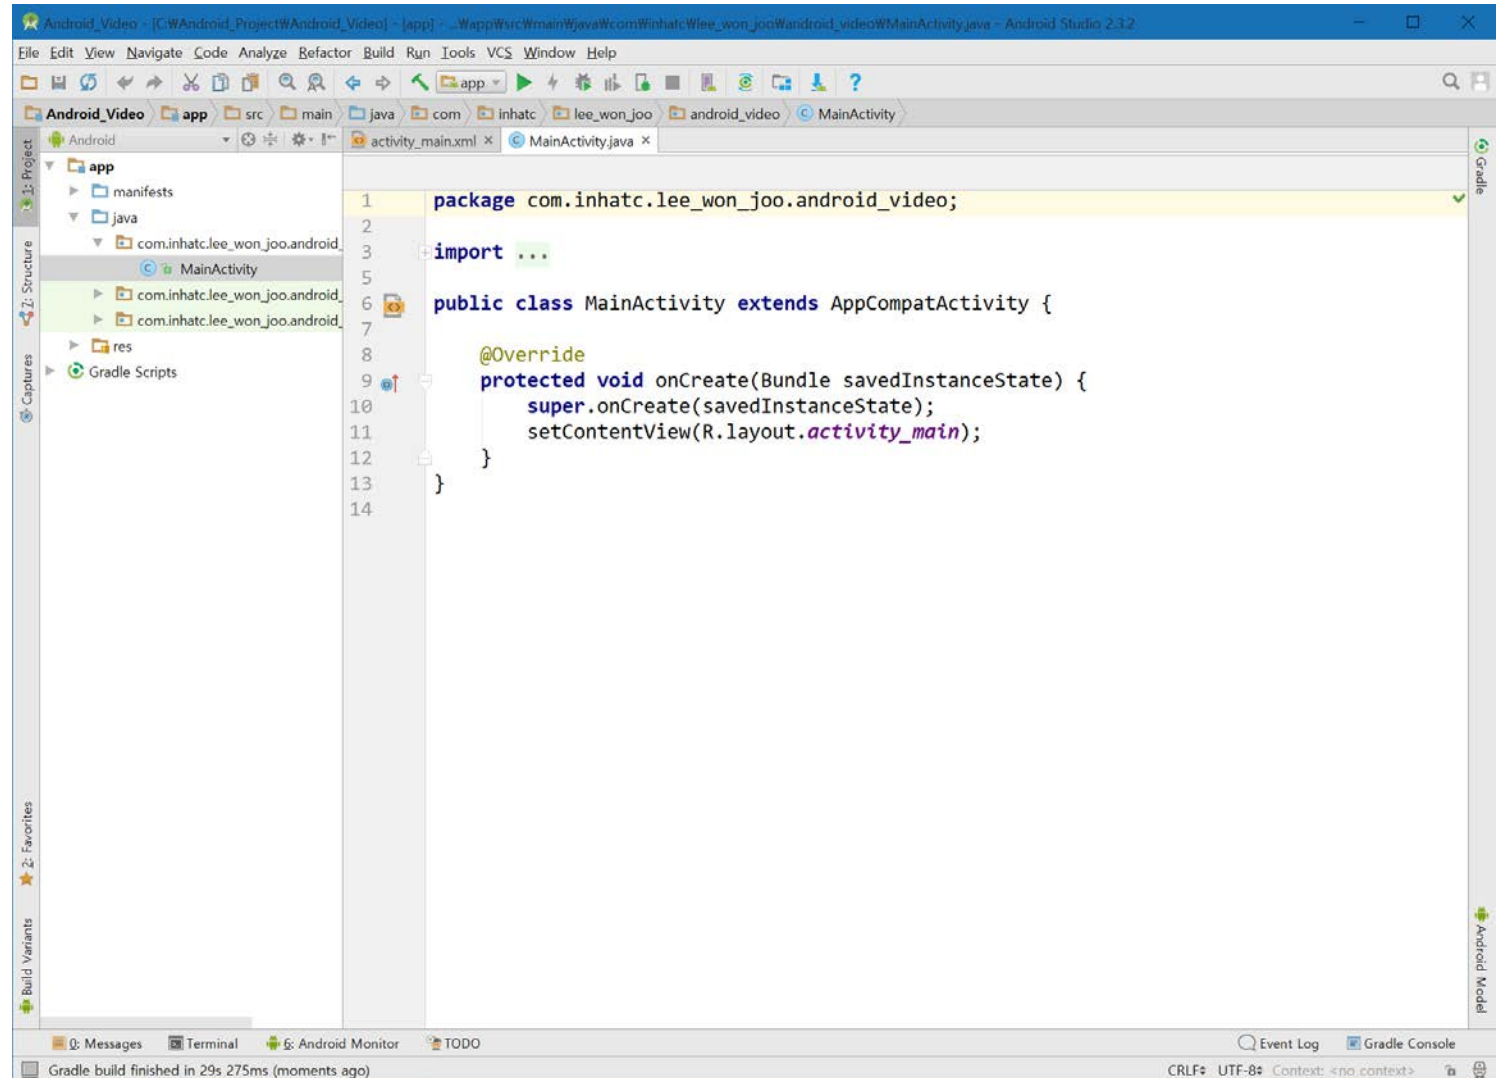 Android_Video - [C:₩Android_Project₩Android_Video] - [app] - ...₩app₩src₩main₩java₩com₩inhatc₩lee_won_joo₩android_video₩MainActivity.java - Android Studio 2.3.2
File Edit View Navigate Code Analyze Refactor Build Run Tools VCS Window Help
app
Android_Video app src main java com inhatc lee_won_joo android_video MainActivity
Android
activity_main.xml × MainActivity.java ×
app
manifests
java
com.inhatc.lee_won_joo.android_
MainActivity
com.inhatc.lee_won_joo.android_
com.inhatc.lee_won_joo.android_
res
Gradle Scripts
1: Project
7: Structure
Captures
2: Favorites
Build Variants
1 package com.inhatc.lee_won_joo.android_video;
2
3 import ...
5
6 public class MainActivity extends AppCompatActivity {
7
8 @Override
9 protected void onCreate(Bundle savedInstanceState) {
10 super.onCreate(savedInstanceState);
11 setContentView(R.layout.activity_main);
12 }
13 }
14
Gradle
Android Model
0: Messages Terminal 6: Android Monitor TODO Event Log Gradle Console
Gradle build finished in 29s 275ms (moments ago) CRLF UTF-8 Context: <no context>